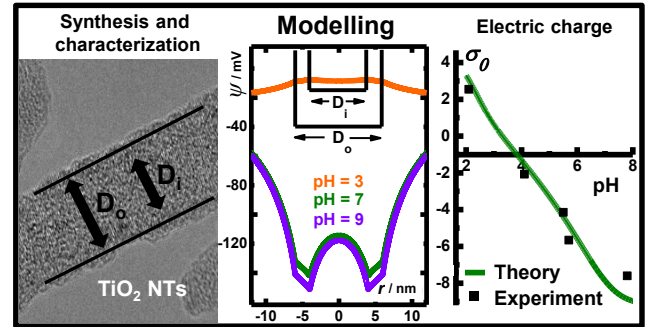 Synthesis and
characterization
D_o
D_i
TiO₂ NTs
Modelling
ψ / mV
-40
-80
-120
D_i
D_o
pH = 3
pH = 7
pH = 9
-10 -5 0 5 10
r / nm
Electric charge
σ_0
4
2
0
-2
-4
-6
-8
2 4 6 8
pH
Theory
Experiment